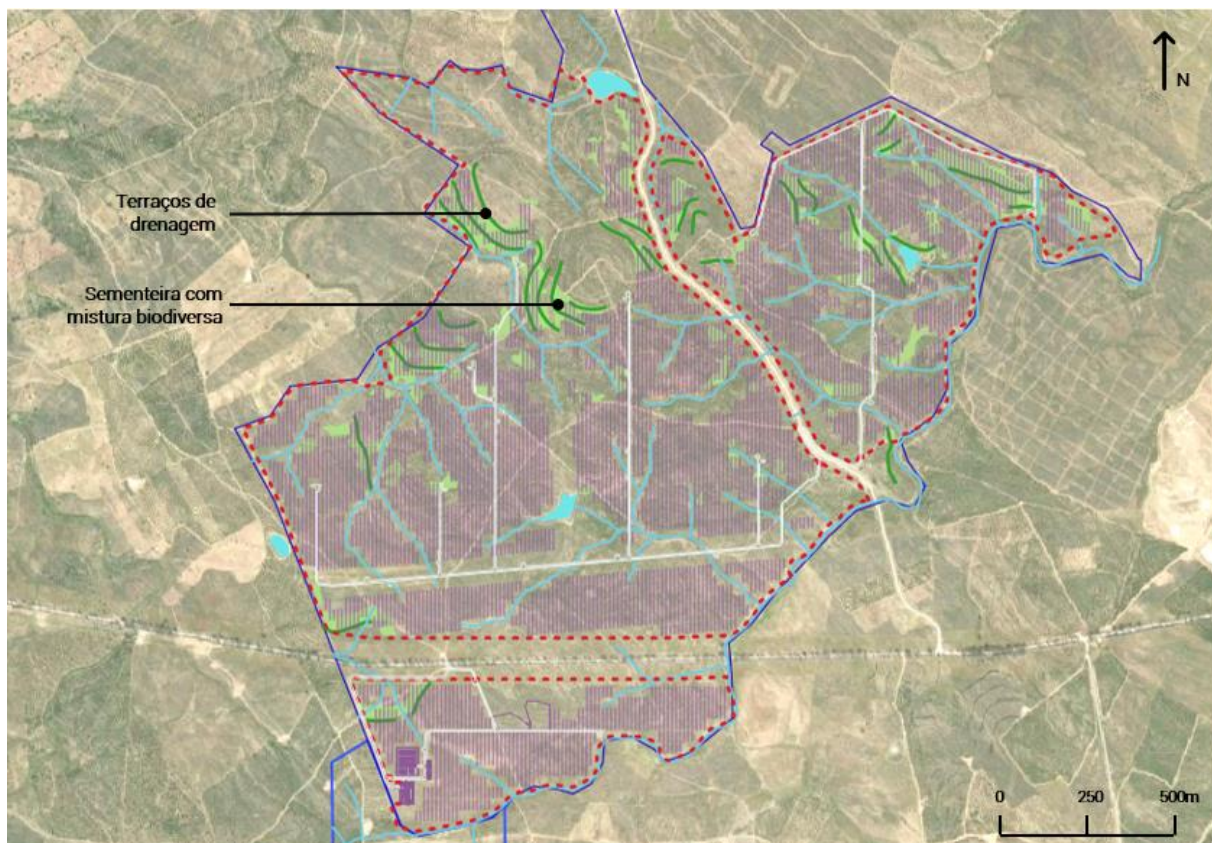 N
Terraços de
drenagem
Sementeira com
mistura biodiversa
0 250 500m